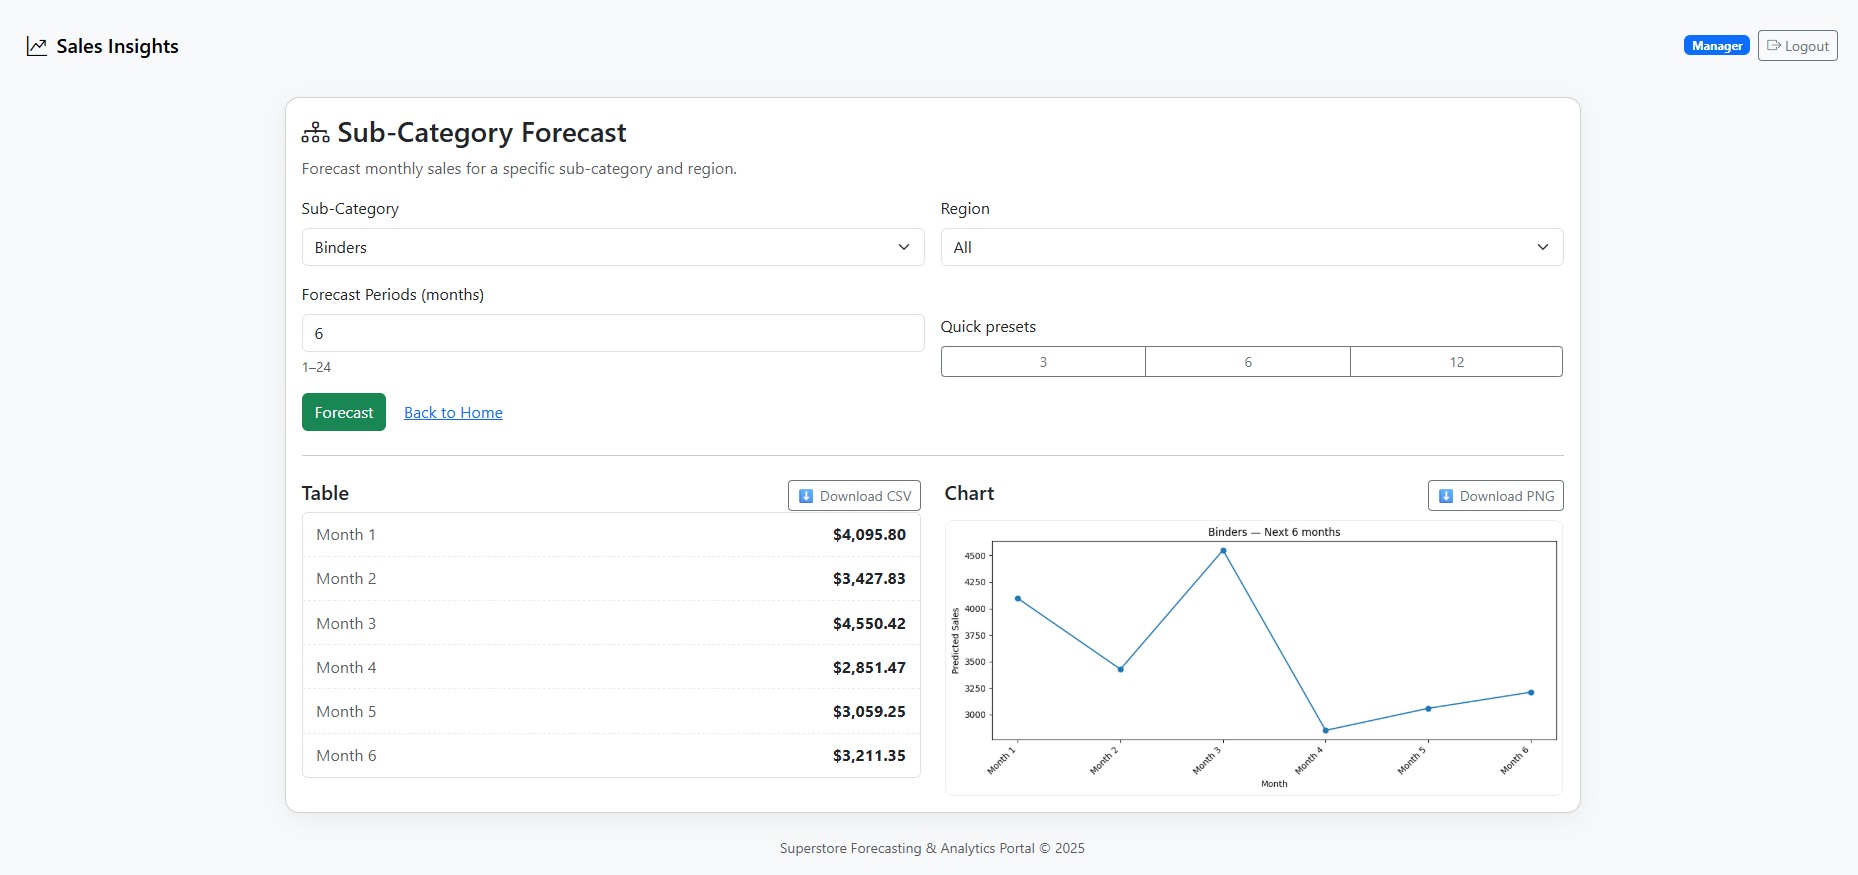 Sales Insights
Manager
Logout
Sub-Category Forecast
Forecast monthly sales for a specific sub-category and region.
Sub-Category
Region
Binders
All
Forecast Periods (months)
6
Quick presets
3
6
12
1–24
Forecast
Back to Home
Table
Download CSV
Month 1 $4,095.80
Month 2 $3,427.83
Month 3 $4,550.42
Month 4 $2,851.47
Month 5 $3,059.25
Month 6 $3,211.35
Chart
Download PNG
Binders — Next 6 months
Predicted Sales
4500
4250
4000
3750
3500
3250
3000
Month 1
Month 2
Month 3
Month 4
Month 5
Month 6
Month
Superstore Forecasting & Analytics Portal © 2025